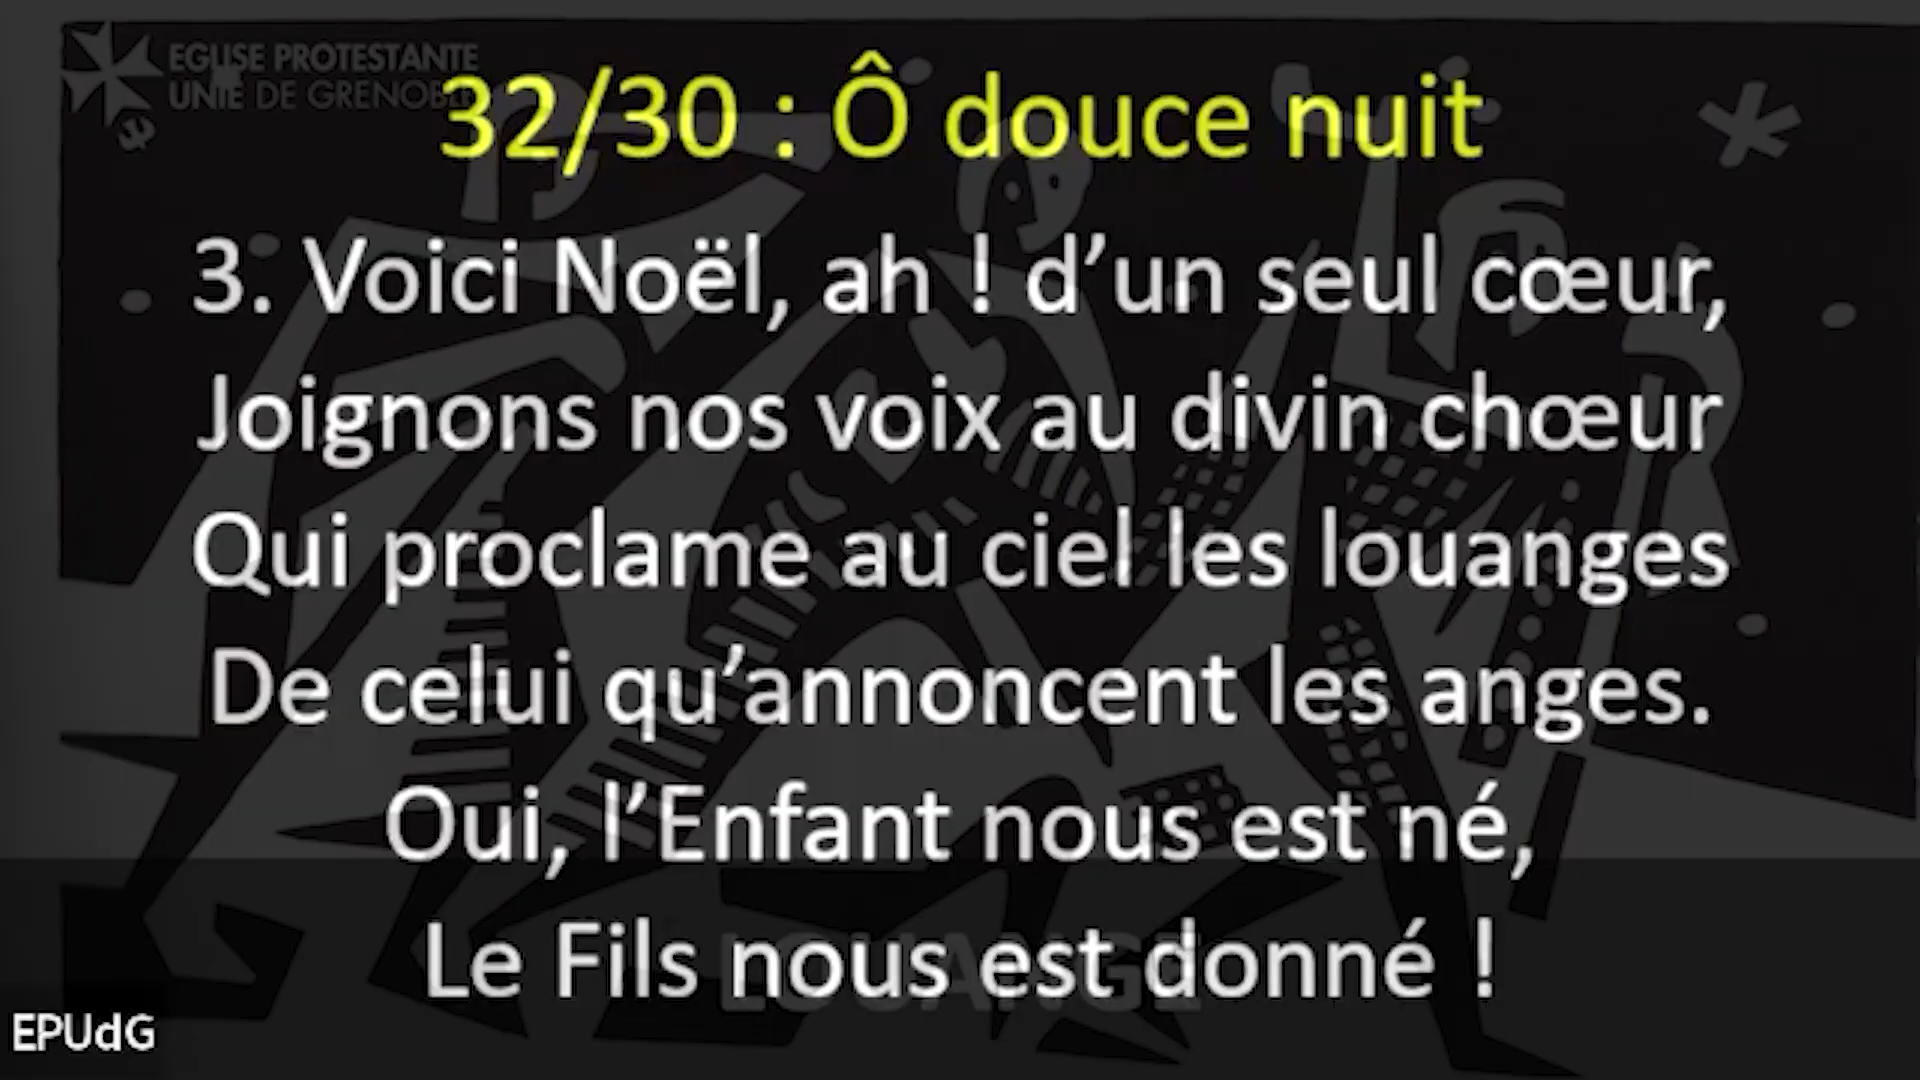 EGLISE PROTESTANTE
UNIE DE GRENOBLE
32/30 : Ô douce nuit
3. Voici Noël, ah ! d’un seul cœur,
Joignons nos voix au divin chœur
Qui proclame au ciel les louanges
De celui qu’annoncent les anges.
Oui, l’Enfant nous est né,
Le Fils nous est donné !
LOUANGE
EPUdG